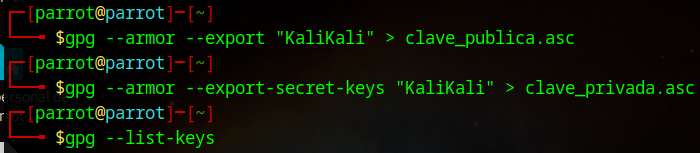 [parrot@parrot]─[~]
$gpg --armor --export "KaliKali" > clave_publica.asc
[parrot@parrot]─[~]
$gpg --armor --export-secret-keys "KaliKali" > clave_privada.asc
[parrot@parrot]─[~]
$gpg --list-keys